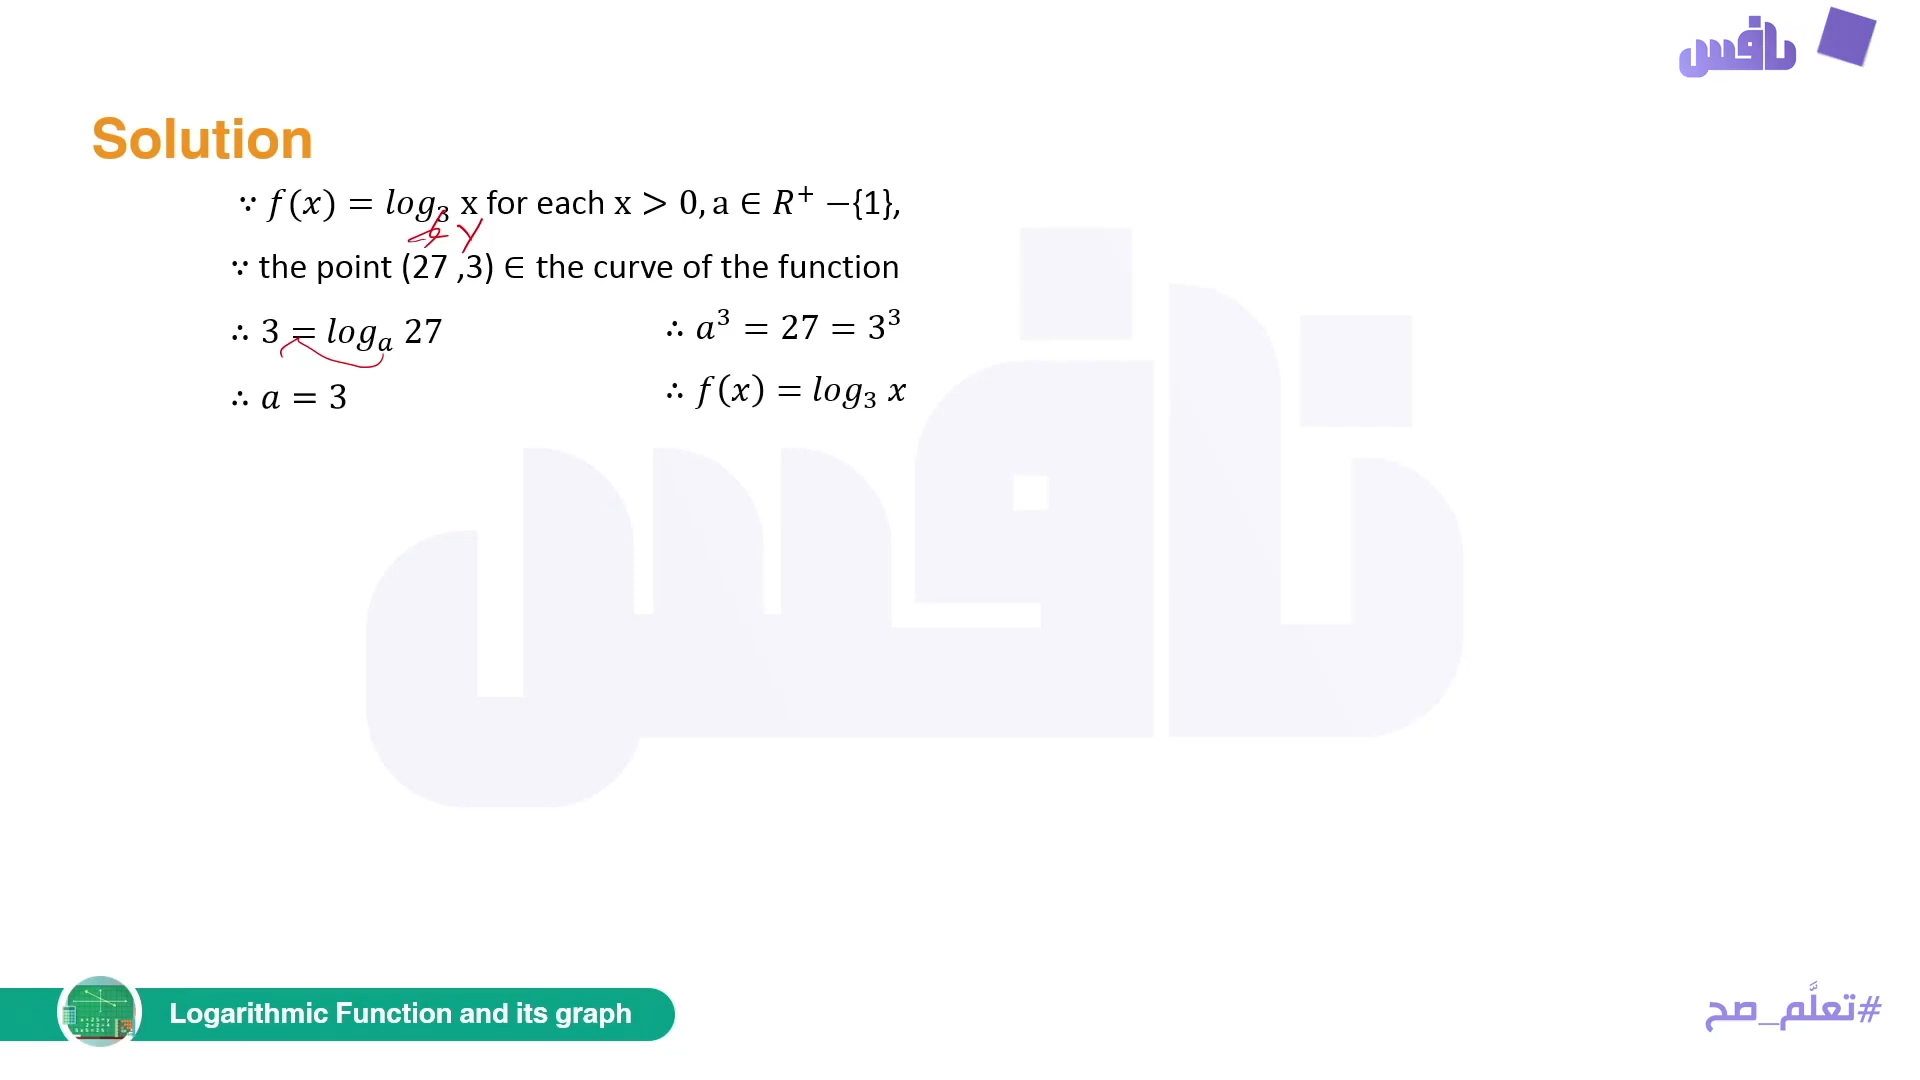 نافس
Solution
∵ f(x) = log₃ x for each x > 0, a ∈ R⁺ −{1},
x y
∵ the point (27 ,3) ∈ the curve of the function
∴ 3 = logₐ 27
∴ a³ = 27 = 3³
∴ a = 3
∴ f(x) = log₃ x
Logarithmic Function and its graph
#تعلَّم_صح